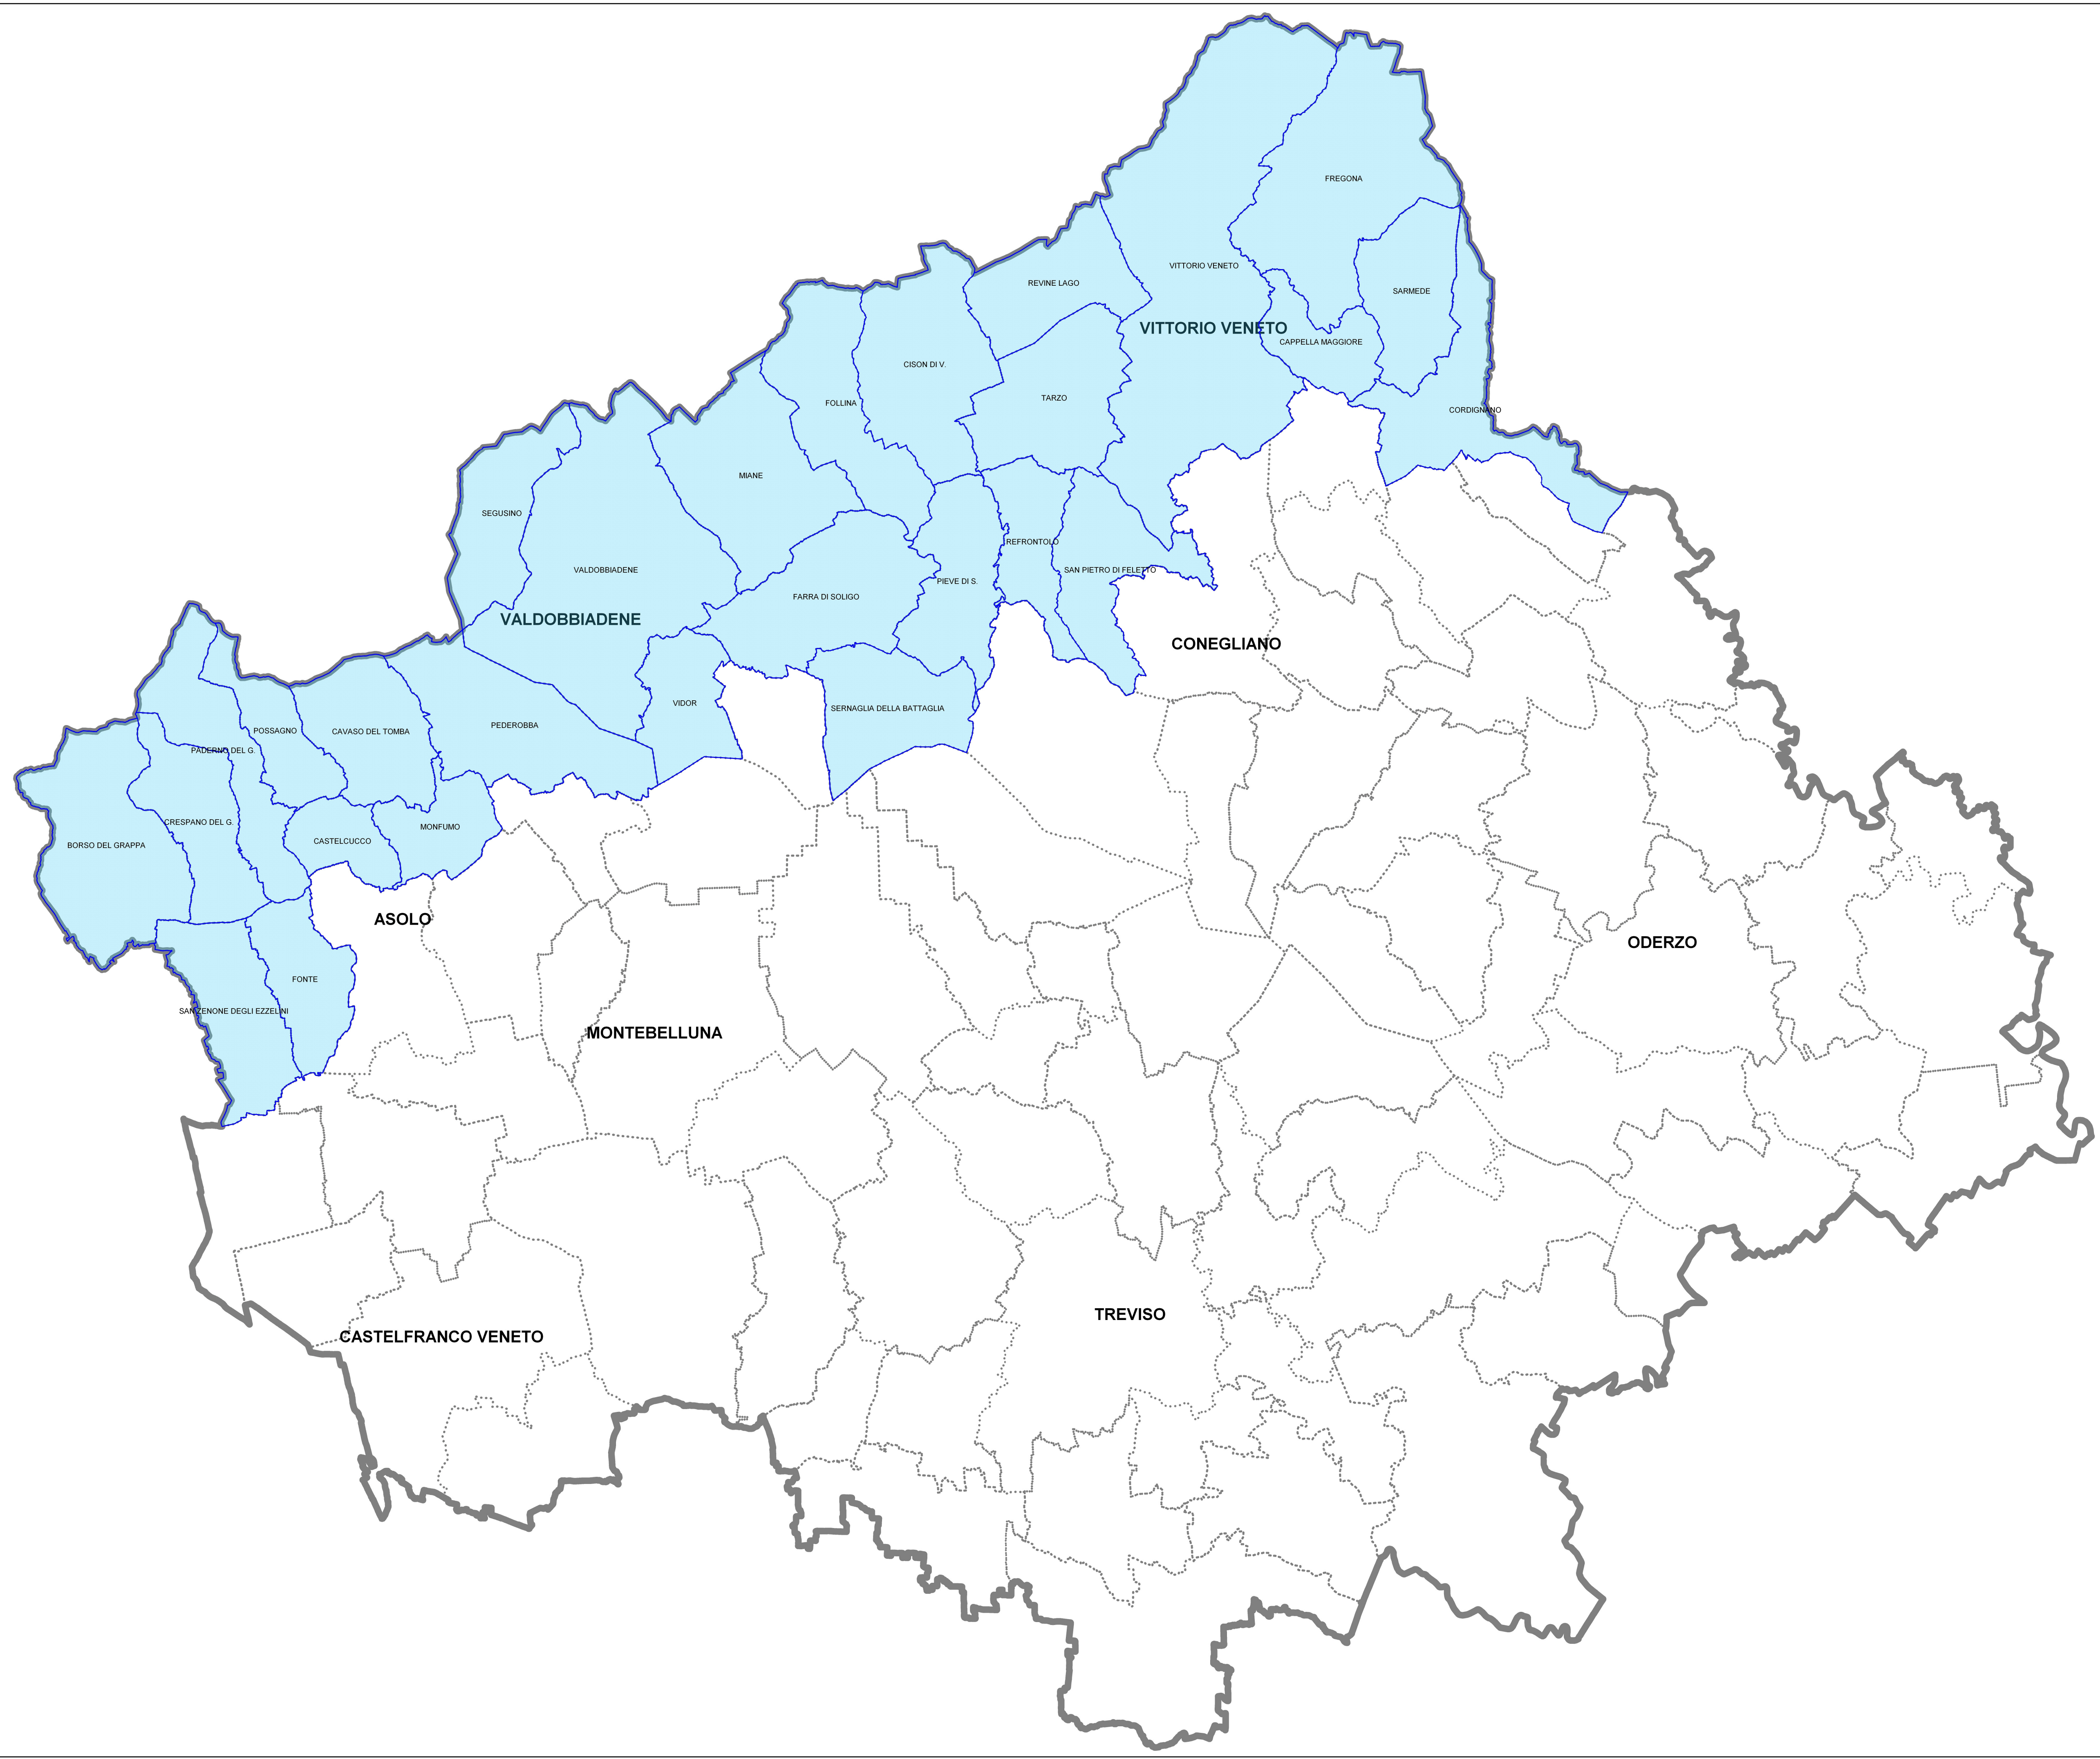 FREGONA
VITTORIO VENETO
REVINE LAGO
SARMEDE
VITTORIO VENETO
CAPPELLA MAGGIORE
CISON DI V.
TARZO
FOLLINA
CORDIGNANO
MIANE
SEGUSINO
REFRONTOLO
VALDOBBIADENE
SAN PIETRO DI FELETTO
PIEVE DI S.
FARRA DI SOLIGO
VALDOBBIADENE
CONEGLIANO
VIDOR
SERNAGLIA DELLA BATTAGLIA
PEDEROBBA
POSSAGNO
CAVASO DEL TOMBA
PADERNO DEL G.
CRESPANO DEL G.
MONFUMO
CASTELCUCCO
BORSO DEL GRAPPA
ASOLO
ODERZO
FONTE
SAN ZENONE DEGLI EZZELINI
MONTEBELLUNA
TREVISO
CASTELFRANCO VENETO